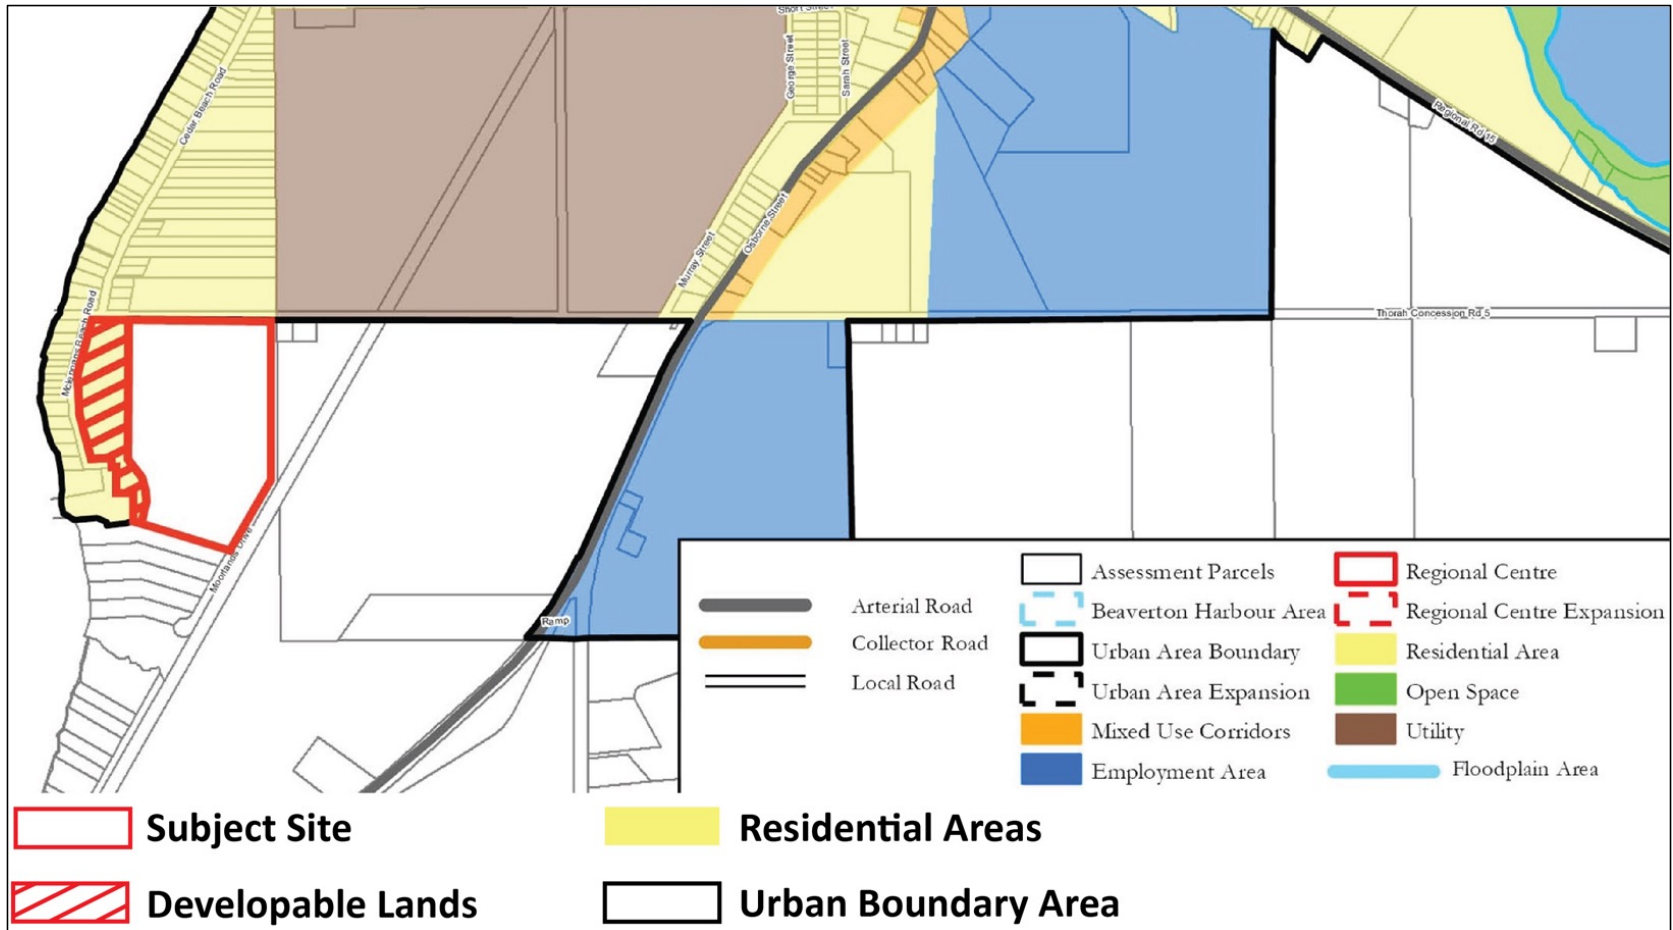 Short Street
George Street
Sarah Street
Cedar Beach Road
Regional Rd 15
Osborne Street
Murray Street
Mclennans Beach Road
Thorah Concession Rd 5
Moorlands Drive
Ramp
Arterial Road
Collector Road
Local Road
Assessment Parcels
Beaverton Harbour Area
Urban Area Boundary
Urban Area Expansion
Mixed Use Corridors
Employment Area
Regional Centre
Regional Centre Expansion
Residential Area
Open Space
Utility
Floodplain Area
Subject Site
Residential Areas
Developable Lands
Urban Boundary Area